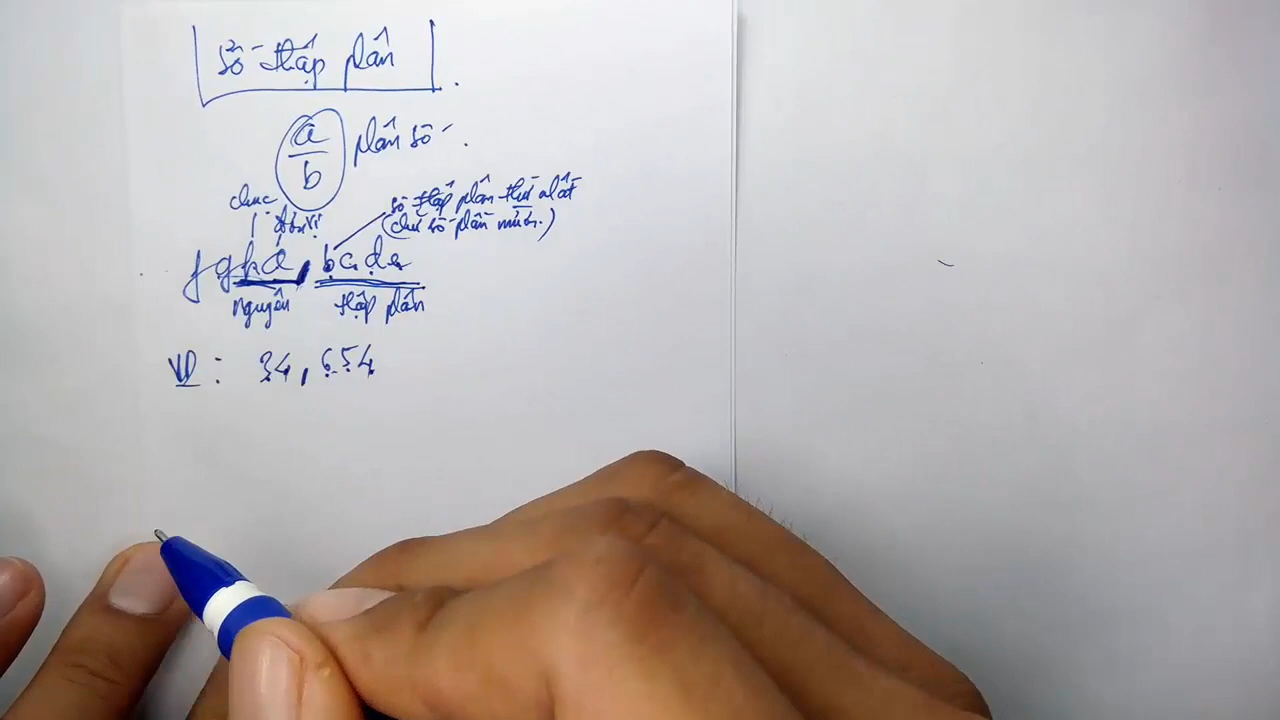 số thập phân
a
b
phân số
chục
đơn vị
số thập phân thứ nhất
(chữ số phần mười.)
fgha, bcde
nguyên
thập phân
VD: 34,654